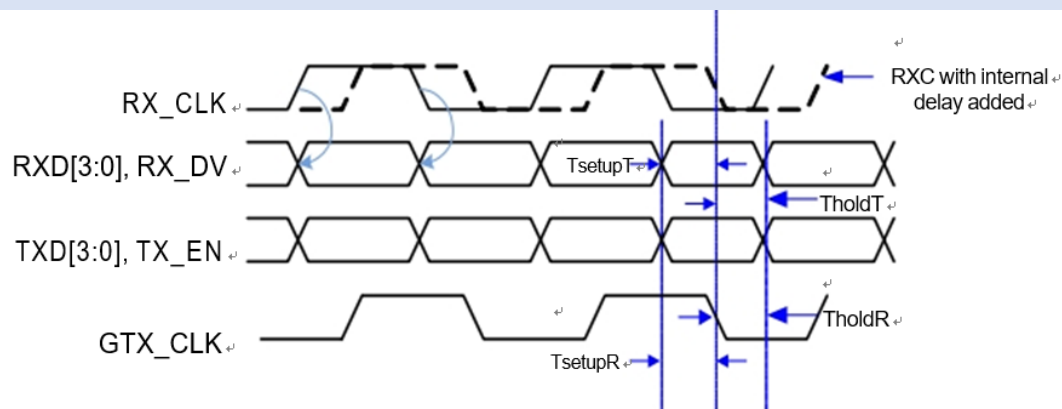 RX_CLK
RXC with internal
delay added
RXD[3:0], RX_DV
TsetupT
TholdT
TXD[3:0], TX_EN
GTX_CLK
TholdR
TsetupR